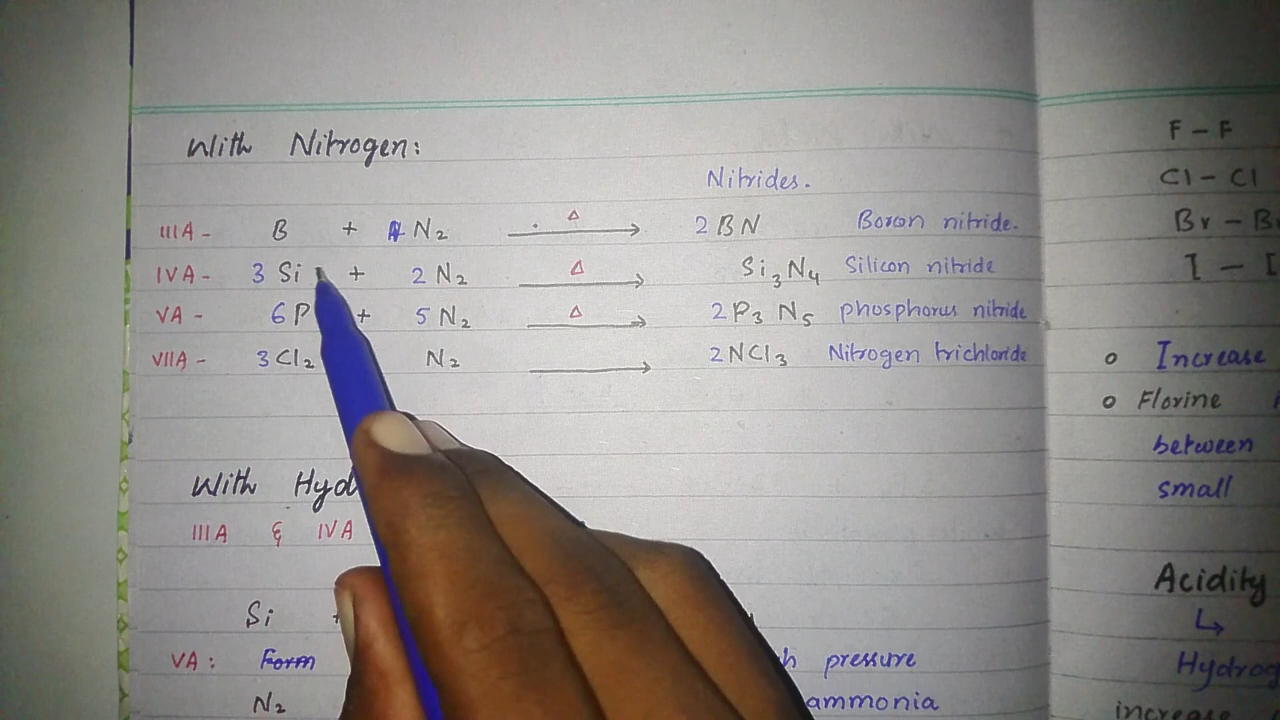 With Nitrogen:
Nitrides.
IIIA - B + N₂ →Δ 2BN Boron nitride.
IVA - 3 Si + 2 N₂ →Δ Si₃N₄ Silicon nitride
VA - 6P + 5 N₂ →Δ 2P₃N₅ phosphorus nitride
VIIA - 3Cl₂ N₂ → 2NCl₃ Nitrogen trichloride
With Hyd
IIIA & IVA
Si +
VA: Form pressure
N₂ ammonia
F - F
Cl - Cl
Br - B
I -
o Increase
o Florine
between
small
Acidity
↳
Hydrog
increase